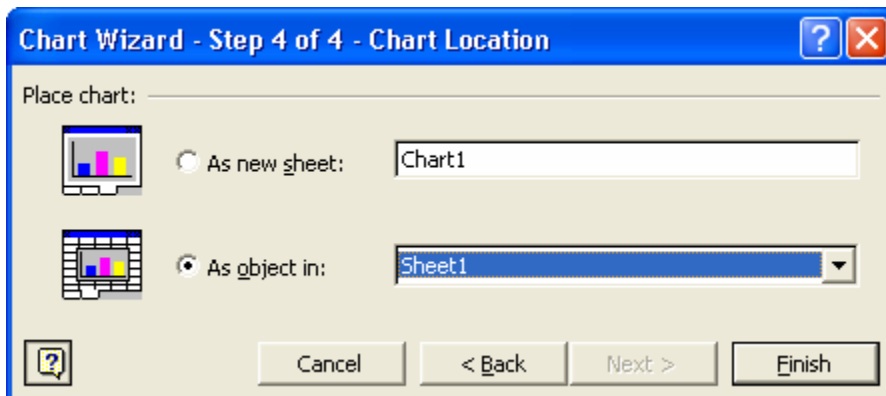 Chart Wizard - Step 4 of 4 - Chart Location
Place chart:
As new sheet: Chart1
As object in: Sheet1
Cancel < Back Next > Finish